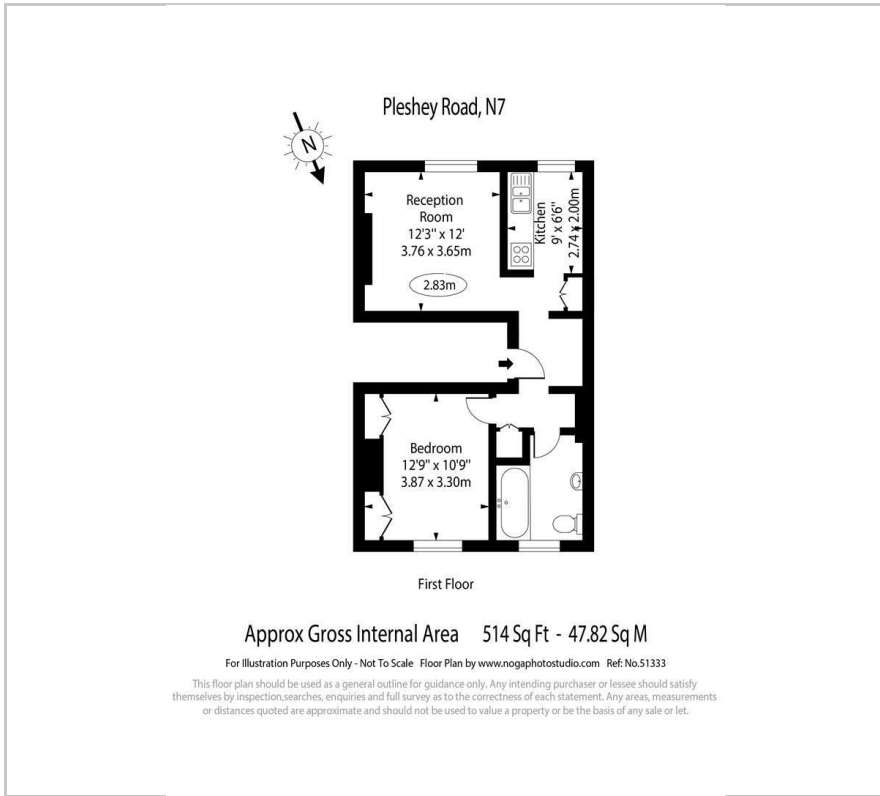 Pleshey Road, N7
N
Reception
Room
12'3" x 12'
3.76 x 3.65m
2.83m
Kitchen
9' x 6'6"
2.74 x 2.00m
Bedroom
12'9" x 10'9"
3.87 x 3.30m
First Floor
Approx Gross Internal Area 514 Sq Ft - 47.82 Sq M
For Illustration Purposes Only - Not To Scale Floor Plan by www.nogaphotostudio.com Ref: No.51333
This floor plan should be used as a general outline for guidance only. Any intending purchaser or lessee should satisfy
themselves by inspection,searches, enquiries and full survey as to the correctness of each statement. Any areas, measurements
or distances quoted are approximate and should not be used to value a property or be the basis of any sale or let.